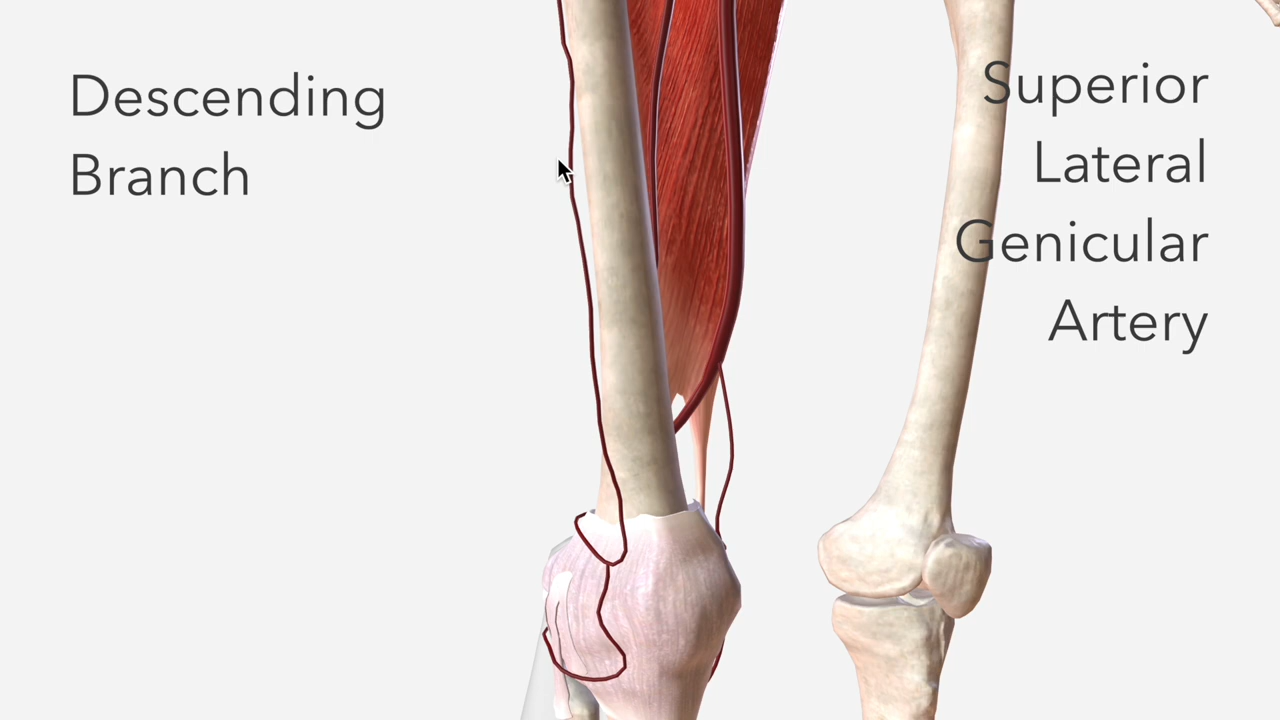 Descending
Branch
Superior
Lateral
Genicular
Artery